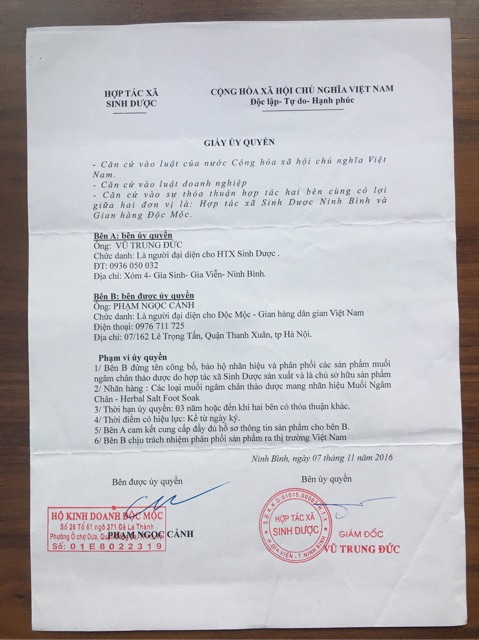 HỢP TÁC XÃ
SINH DƯỢC
CỘNG HÒA XÃ HỘI CHỦ NGHĨA VIỆT NAM
Độc lập- Tự do- Hạnh phúc
GIẤY ỦY QUYỀN
- Căn cứ vào luật của nước Cộng hòa xã hội chủ nghĩa Việt
Nam.
- Căn cứ vào luật doanh nghiệp
- Căn cứ vào sự thỏa thuận hợp tác hai bên cùng có lợi
giữa hai đơn vị là: Hợp tác xã Sinh Dược Ninh Bình và
Gian hàng Độc Mộc.
Bên A: bên ủy quyền
Ông: VŨ TRUNG ĐỨC
Chức danh: Là người đại diện cho HTX Sinh Dược .
ĐT: 0936 050 032
Địa chỉ: Xóm 4- Gia Sinh- Gia Viễn- Ninh Bình.
Bên B: bên được ủy quyền
Ông: PHẠM NGỌC CẢNH
Chức danh: Là người đại diện cho Độc Mộc - Gian hàng dân gian Việt Nam
Điện thoại: 0976 711 725
Địa chỉ: 07/162 Lê Trọng Tấn, Quận Thanh Xuân, tp Hà Nội.
Phạm vi ủy quyền
1/ Bên B đứng tên công bố, bảo hộ nhãn hiệu và phân phối các sản phẩm muối
ngâm chân thảo dược do hợp tác xã Sinh Dược sản xuất và là chủ sở hữu sản phẩm
2/ Nhãn hàng : Các loại muối ngâm chân thảo dược mang nhãn hiệu Muối Ngâm
Chân - Herbal Salt Foot Soak
3/ Thời hạn ủy quyền: 03 năm hoặc đến khi hai bên có thỏa thuận khác.
4/ Thời điểm có hiệu lực: Kể từ ngày ký.
5/ Bên A cam kết cung cấp đầy đủ hồ sơ thông tin sản phẩm cho bên B.
6/ Bên B chịu trách nhiệm phân phối sản phẩm ra thị trường Việt Nam
Ninh Bình, ngày 07 tháng 11 năm 2016
Bên được ủy quyền
Bên ủy quyền
HỘ KINH DOANH ĐỘC MỘC
Số 26 Tổ 61 ngõ 371 Đê La Thành
Phường Ô chợ Dừa, Quận
Số: 01E8022319
PHẠM NGỌC CẢNH
HỢP TÁC XÃ
SINH DƯỢC
H.GIA VIỄN - T. NINH BÌNH
GIÁM ĐỐC
VŨ TRUNG ĐỨC